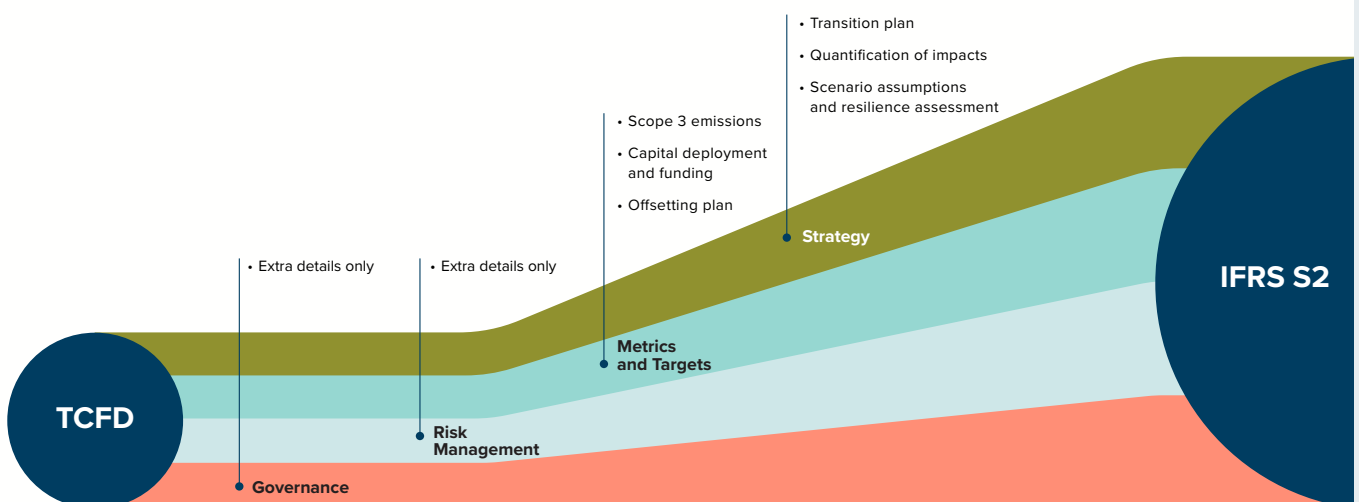 • Transition plan
• Quantification of impacts
• Scenario assumptions
and resilience assessment
• Scope 3 emissions
• Capital deployment
and funding
• Offsetting plan
Strategy
• Extra details only
• Extra details only
IFRS S2
Metrics
and Targets
TCFD
Risk
Management
Governance